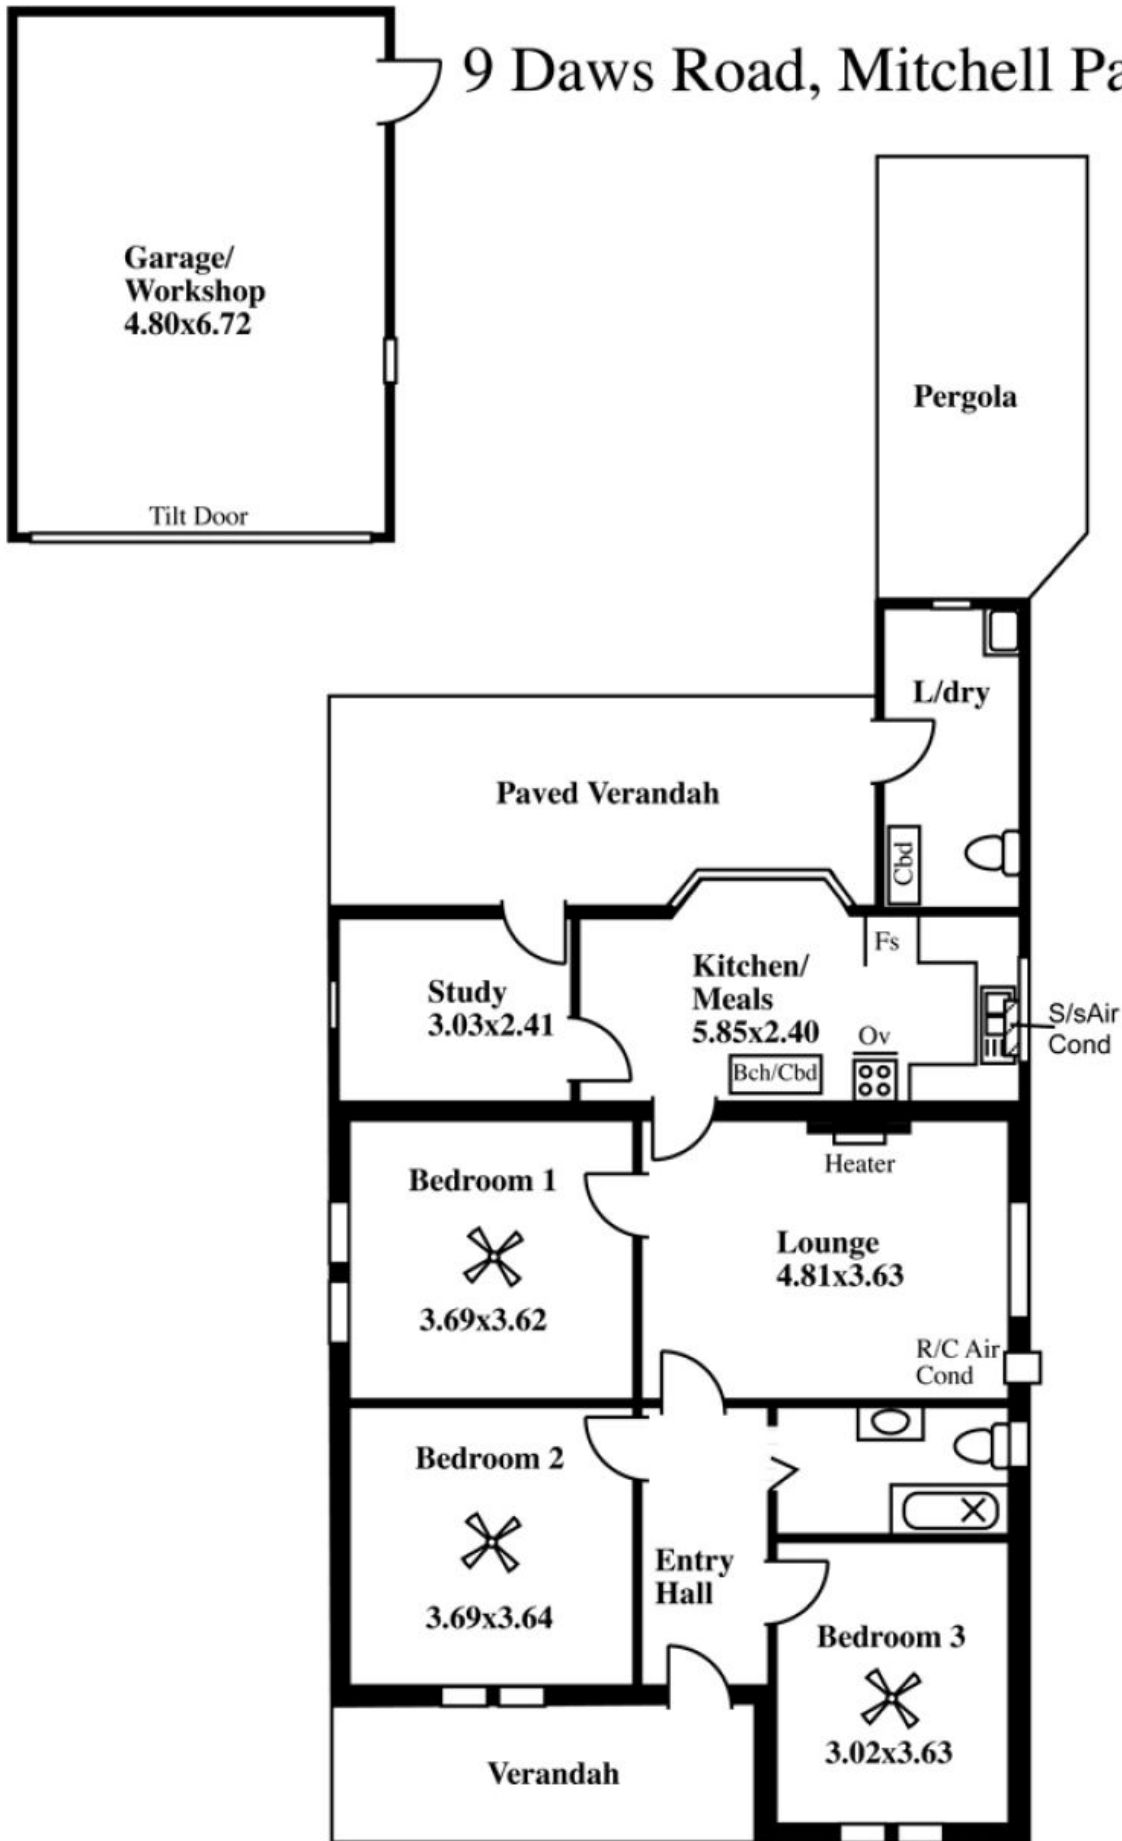 9 Daws Road, Mitchell Pa
Garage/
Workshop
4.80x6.72
Tilt Door
Pergola
L/dry
Paved Verandah
Cbd
Study
3.03x2.41
Kitchen/
Meals
5.85x2.40
Fs
Ov
Bch/Cbd
S/sAir
Cond
Bedroom 1
3.69x3.62
Heater
Lounge
4.81x3.63
R/C Air
Cond
Bedroom 2
3.69x3.64
Entry
Hall
Bedroom 3
3.02x3.63
Verandah